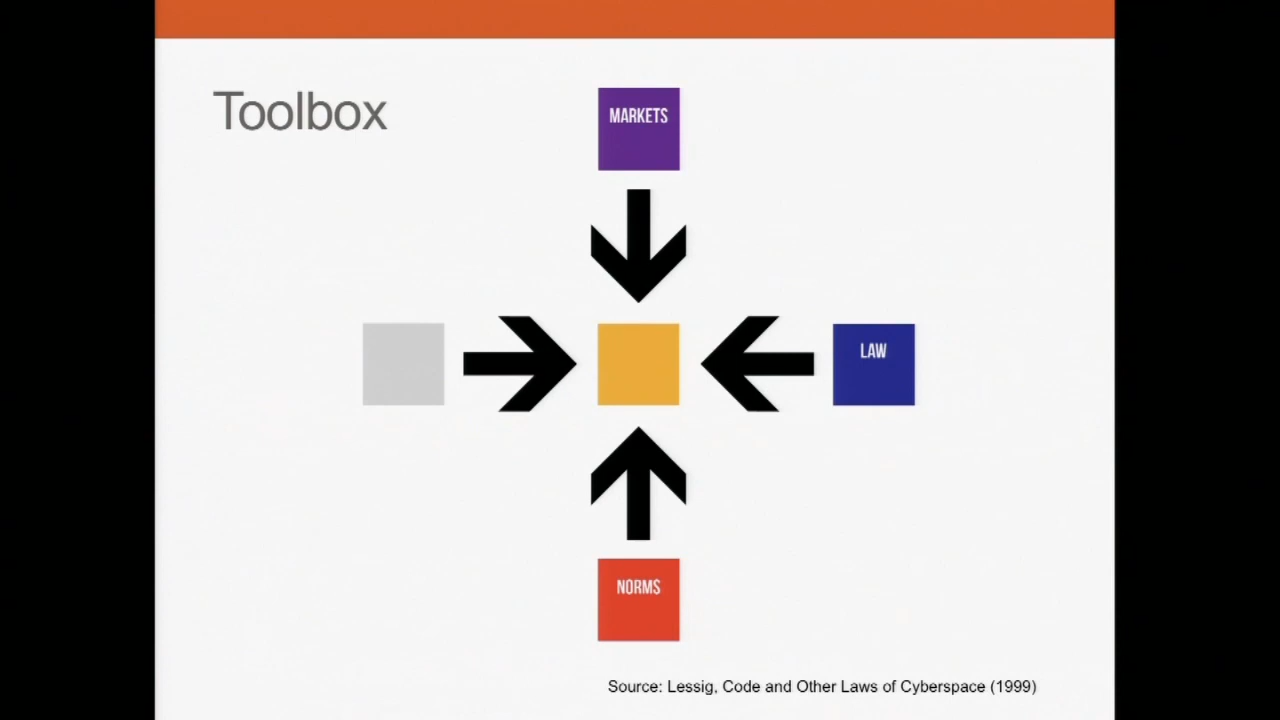 Toolbox
MARKETS
LAW
NORMS
Source: Lessig, Code and Other Laws of Cyberspace (1999)